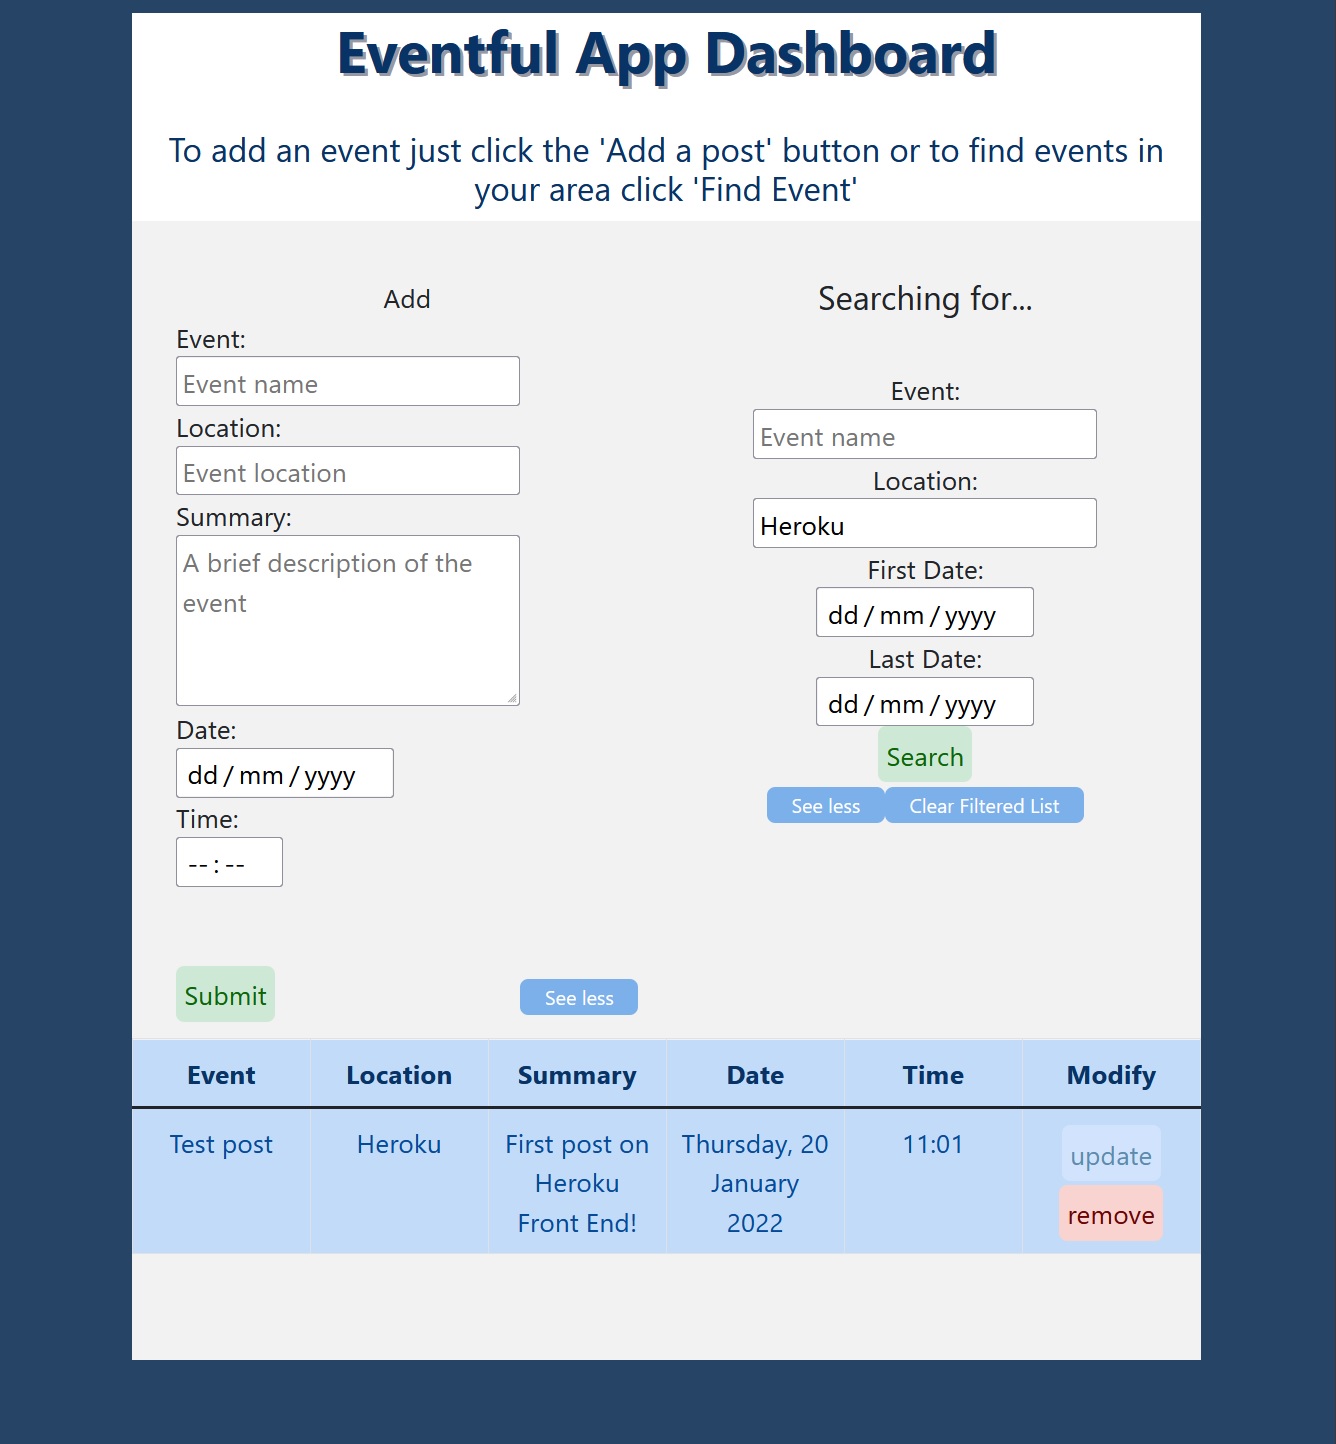 Eventful App Dashboard
To add an event just click the 'Add a post' button or to find events in
your area click 'Find Event'
Add
Event:
Event name
Location:
Event location
Summary:
A brief description of the
event
Date:
dd/mm/yyyy
Time:
--:--
Submit
See less
Searching for...
Event:
Event name
Location:
Heroku
First Date:
dd/mm/yyyy
Last Date:
dd/mm/yyyy
Search
See less Clear Filtered List
Event Location Summary Date Time Modify
Test post Heroku First post on Thursday, 20 11:01 update
Heroku January
Front End! 2022 remove